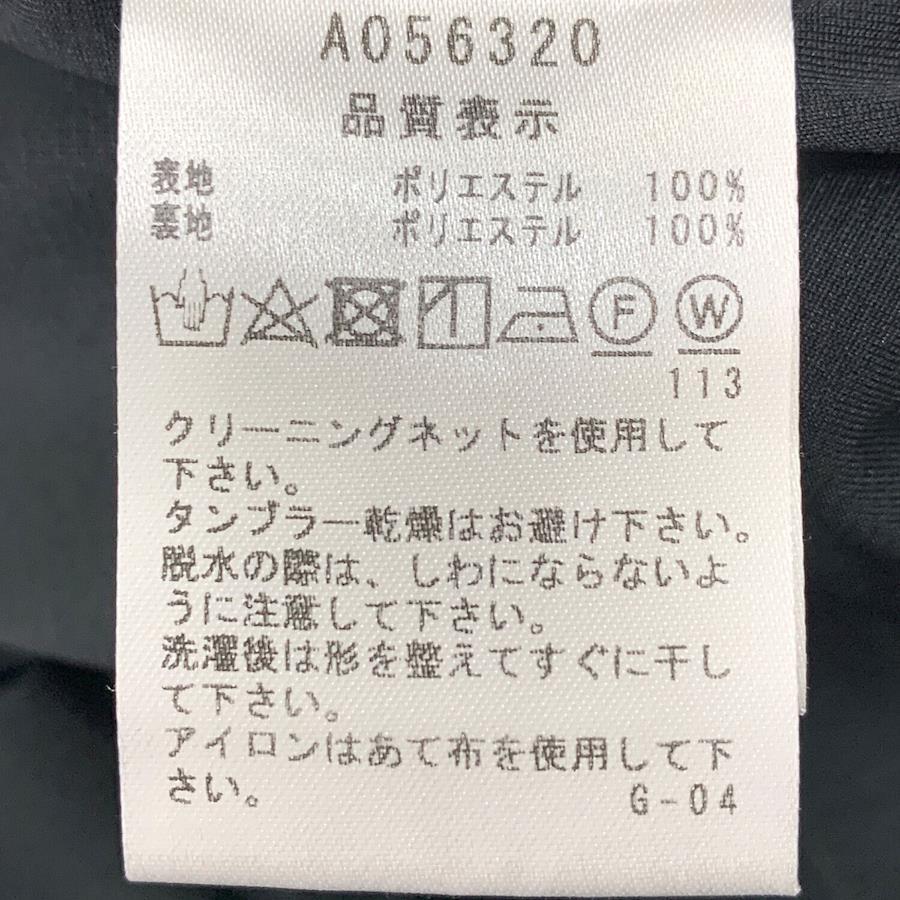 A056320
品質表示
表地 ポリエステル 100%
裏地 ポリエステル 100%
F W
113
クリーニングネットを使用して
下さい。
タンブラー乾燥はお避け下さい。
脱水の際は、しわにならないよ
うに注意して下さい。
洗濯後は形を整えてすぐに干し
て下さい。
アイロンはあて布を使用して下
さい。
G-04